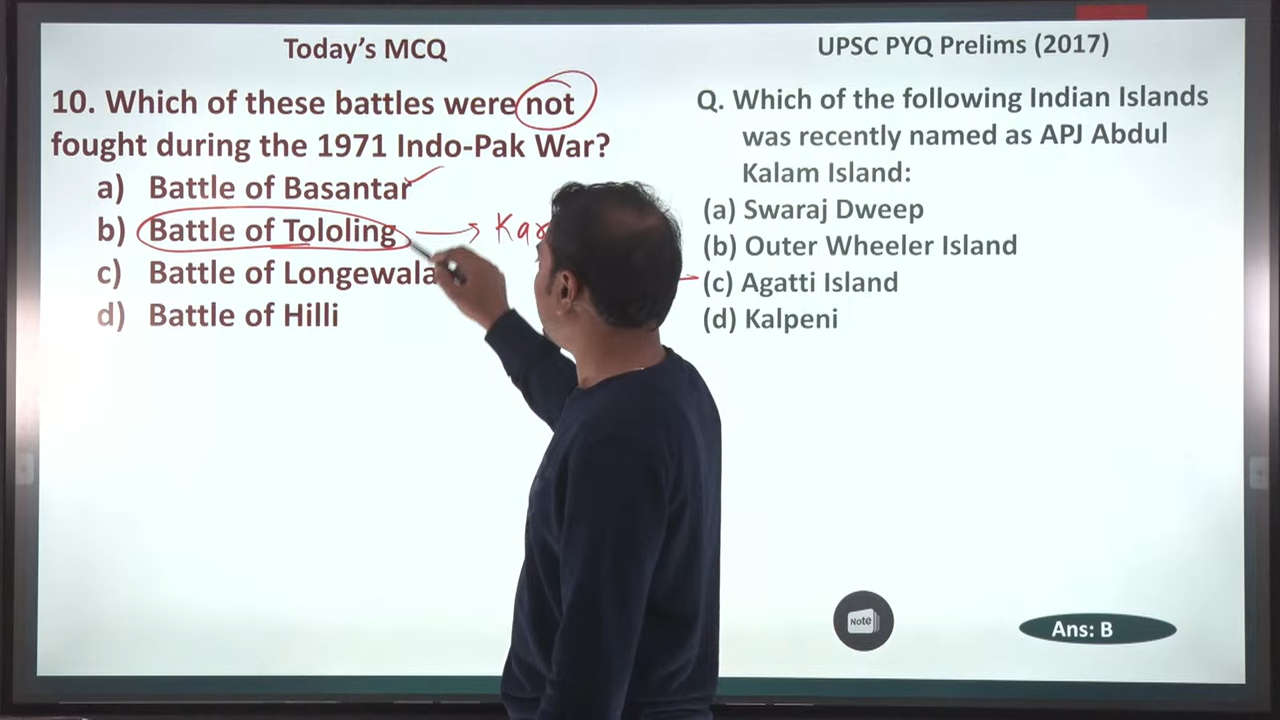 Today's MCQ
10. Which of these battles were not
fought during the 1971 Indo-Pak War?
a) Battle of Basantar
b) Battle of Tololing → Kar
c) Battle of Longewala
d) Battle of Hilli
UPSC PYQ Prelims (2017)
Q. Which of the following Indian Islands
was recently named as APJ Abdul
Kalam Island:
(a) Swaraj Dweep
(b) Outer Wheeler Island
(c) Agatti Island
(d) Kalpeni
Note
Ans: B